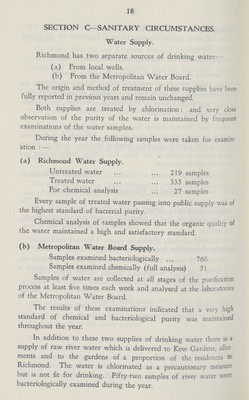 18
SECTION C—SANITARY CIRCUMSTANCES.
Water Supply.
Richmond has two separate sources of drinking water—
(a) From local wells.
(b) From the Metropolitan Water Board.
The origin and method of treatment of these supplies have been
fully reported in previous years and remain unchanged.
Both supplies are treated by chlorination: and very close
observation of the purity of the water is maintained by frequent
examinations of the water samples.
During the year the following samples were taken for examin-
ation :—
(a) Richmond Water Supply.
Untreated water ... ... 219 samples
Treated water ... ... 335 samples
For chemical analysis ... 27 samples
Every sample of treated water passing into public supply was of
the highest standard of bacterial purity.
Chemical analysis of samples showed that the organic quality of
the water maintained a high and satisfactory standard.
(b) Metropolitan Water Board Supply.
Samples examined bacteriologically ... 766
Samples examined chemically (full analysis) 51
Samples of water are collected at all stages of the purification
process at least five times each week and analysed at the laboratories
of the Metropolitan Water Board.
The results of these examinations indicated that a very high
standard of chemical and bacteriological purity was maintained
throughout the year.
In addition to these two supplies of drinking water there is a
supply of raw river water which is delivered to Kew Gardens, allot-
ments and to the gardens of a proportion of the residences in
Richmond. The water is chlorinated as a precautionary measure
but is not fit for drinking. Fifty-two samples of river water were
bacteriologically examined during the year.